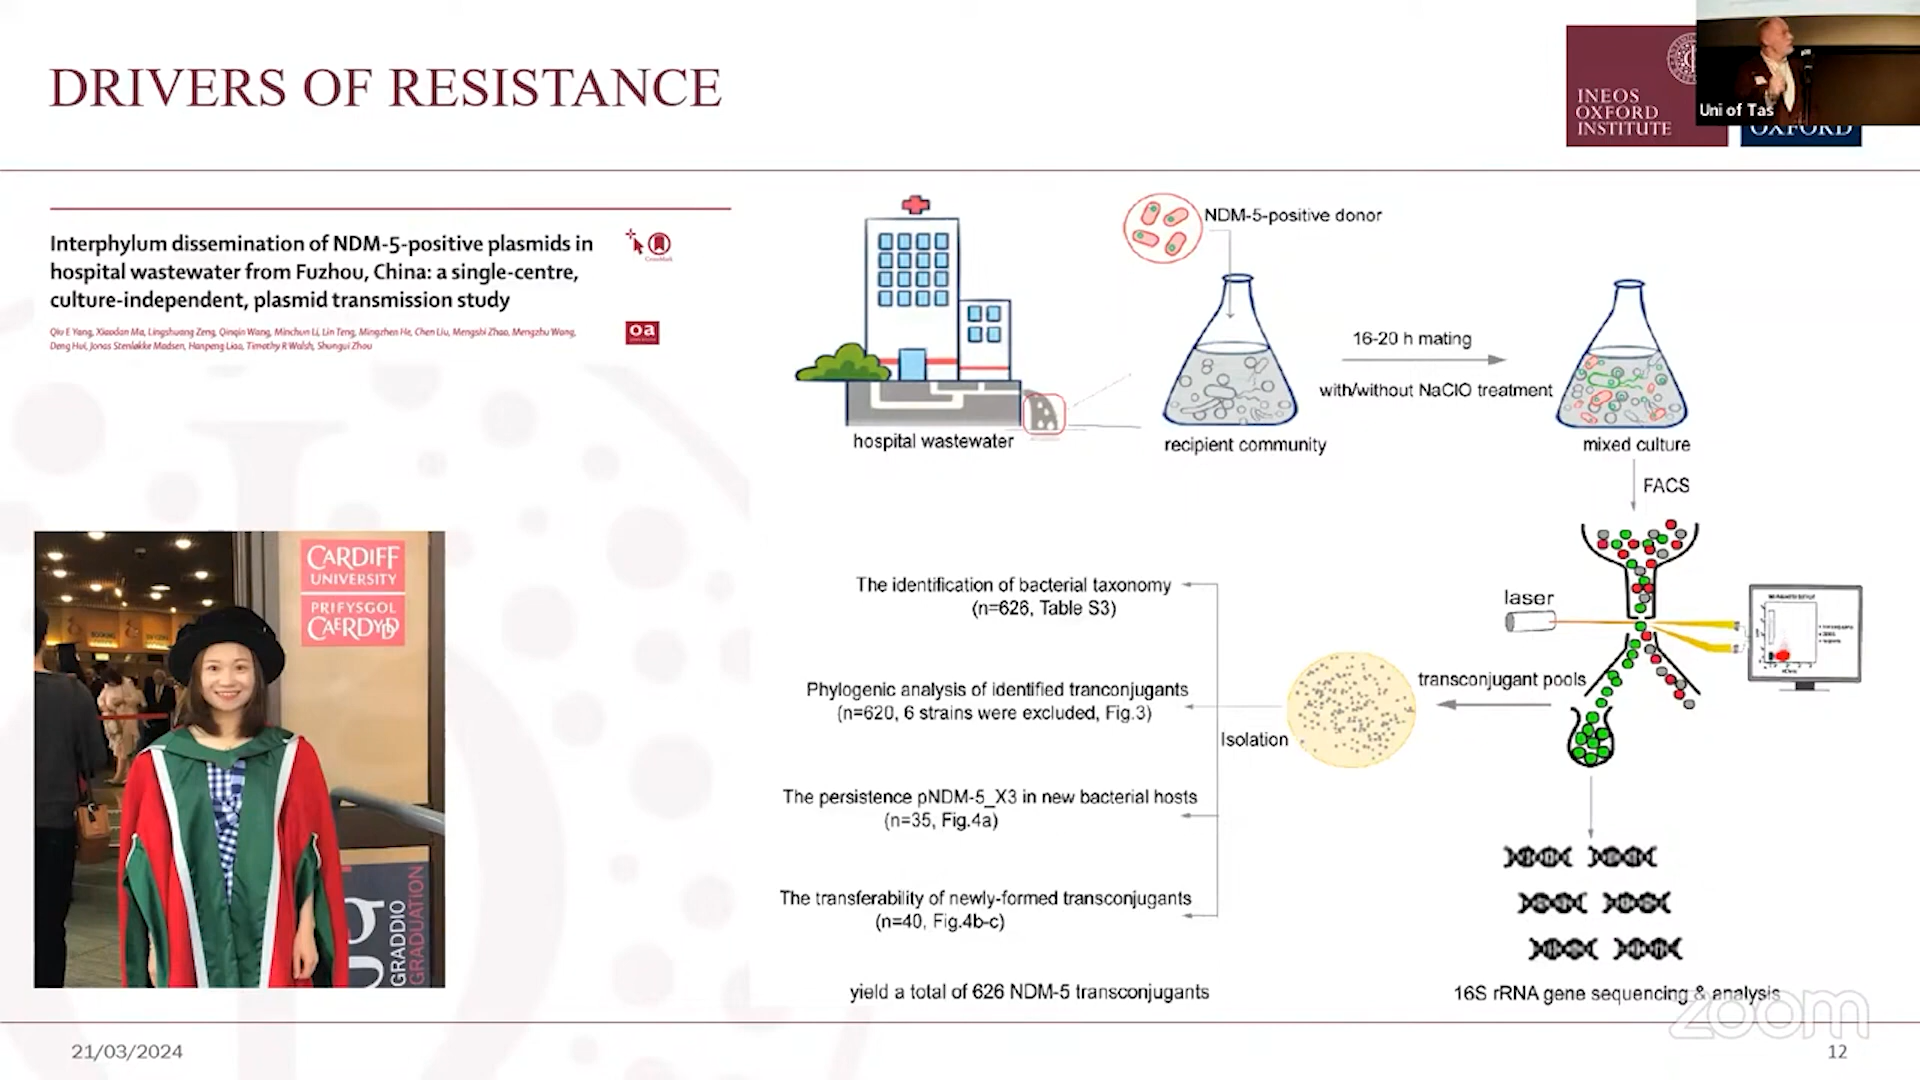 DRIVERS OF RESISTANCE
INEOS
OXFORD
INSTITUTE
OXFORD
Uni of Tas
Interphylum dissemination of NDM-5-positive plasmids in
hospital wastewater from Fuzhou, China: a single-centre,
culture-independent, plasmid transmission study
CrossMark
oa
Qiu E Yang, Xiaodan Ma, Lingshuang Zeng, Qinqin Wang, Minchun Li, Lin Teng, Mingzhen He, Chen Liu, Mengshi Zhao, Mengzhu Wang,
Deng Hui, Jonas Stenløkke Madsen, Hanpeng Liao, Timothy R Walsh, Shungui Zhou
NDM-5-positive donor
16-20 h mating
with/without NaClO treatment
hospital wastewater
recipient community
mixed culture
FACS
laser
transconjugant pools
Isolation
The identification of bacterial taxonomy
(n=626, Table S3)
Phylogenic analysis of identified tranconjugants
(n=620, 6 strains were excluded, Fig.3)
The persistence pNDM-5_X3 in new bacterial hosts
(n=35, Fig.4a)
The transferability of newly-formed transconjugants
(n=40, Fig.4b-c)
yield a total of 626 NDM-5 transconjugants
16S rRNA gene sequencing & analysis
CARDIFF
UNIVERSITY
PRIFYSGOL
CAERDYDD
GRADDIO
GRADUATION
21/03/2024
12
zoom